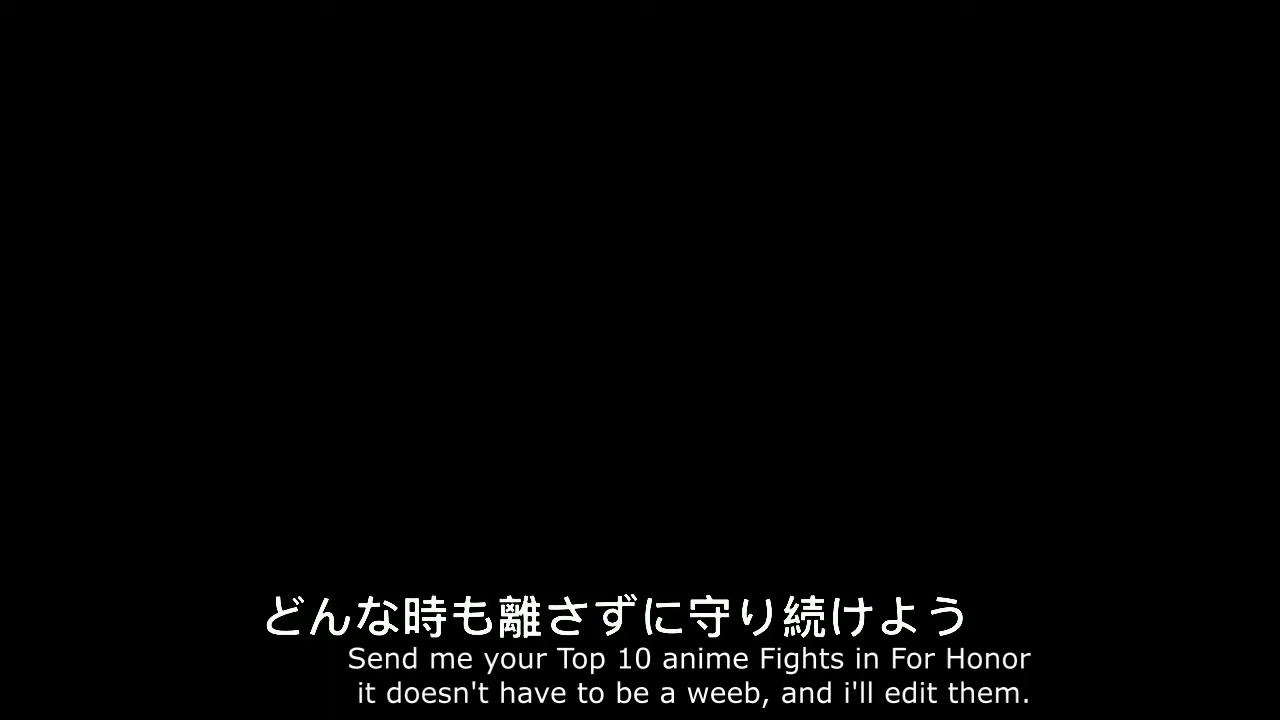 どんな時も離さずに守り続けよう
Send me your Top 10 anime Fights in For Honor
it doesn't have to be a weeb, and i'll edit them.